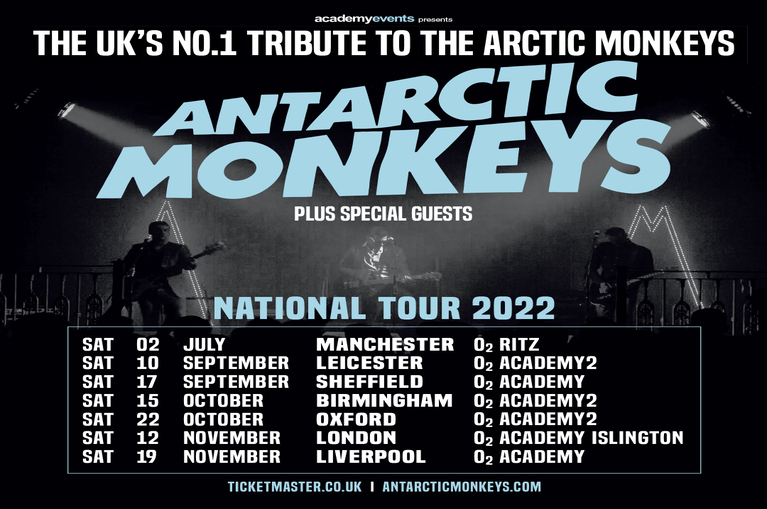 academyevents presents
THE UK'S NO.1 TRIBUTE TO THE ARCTIC MONKEYS
ANTARCTIC
MONKEYS
PLUS SPECIAL GUESTS
NATIONAL TOUR 2022
SAT 02 JULY MANCHESTER O₂ RITZ
SAT 10 SEPTEMBER LEICESTER O₂ ACADEMY2
SAT 17 SEPTEMBER SHEFFIELD O₂ ACADEMY
SAT 15 OCTOBER BIRMINGHAM O₂ ACADEMY2
SAT 22 OCTOBER OXFORD O₂ ACADEMY2
SAT 12 NOVEMBER LONDON O₂ ACADEMY ISLINGTON
SAT 19 NOVEMBER LIVERPOOL O₂ ACADEMY
TICKETMASTER.CO.UK | ANTARCTICMONKEYS.COM